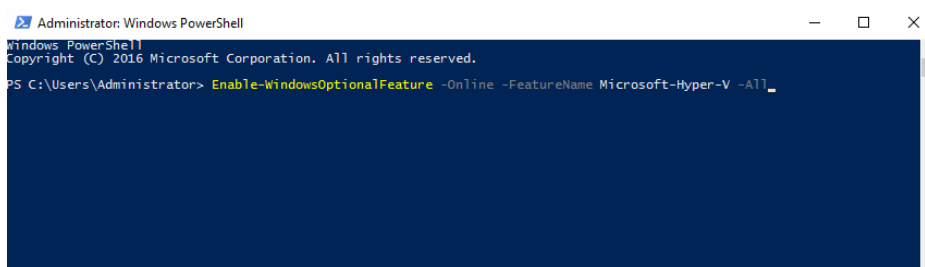 Administrator: Windows PowerShell
Windows PowerShell
Copyright (C) 2016 Microsoft Corporation. All rights reserved.
PS C:\Users\Administrator> Enable-WindowsOptionalFeature -Online -FeatureName Microsoft-Hyper-V -All_